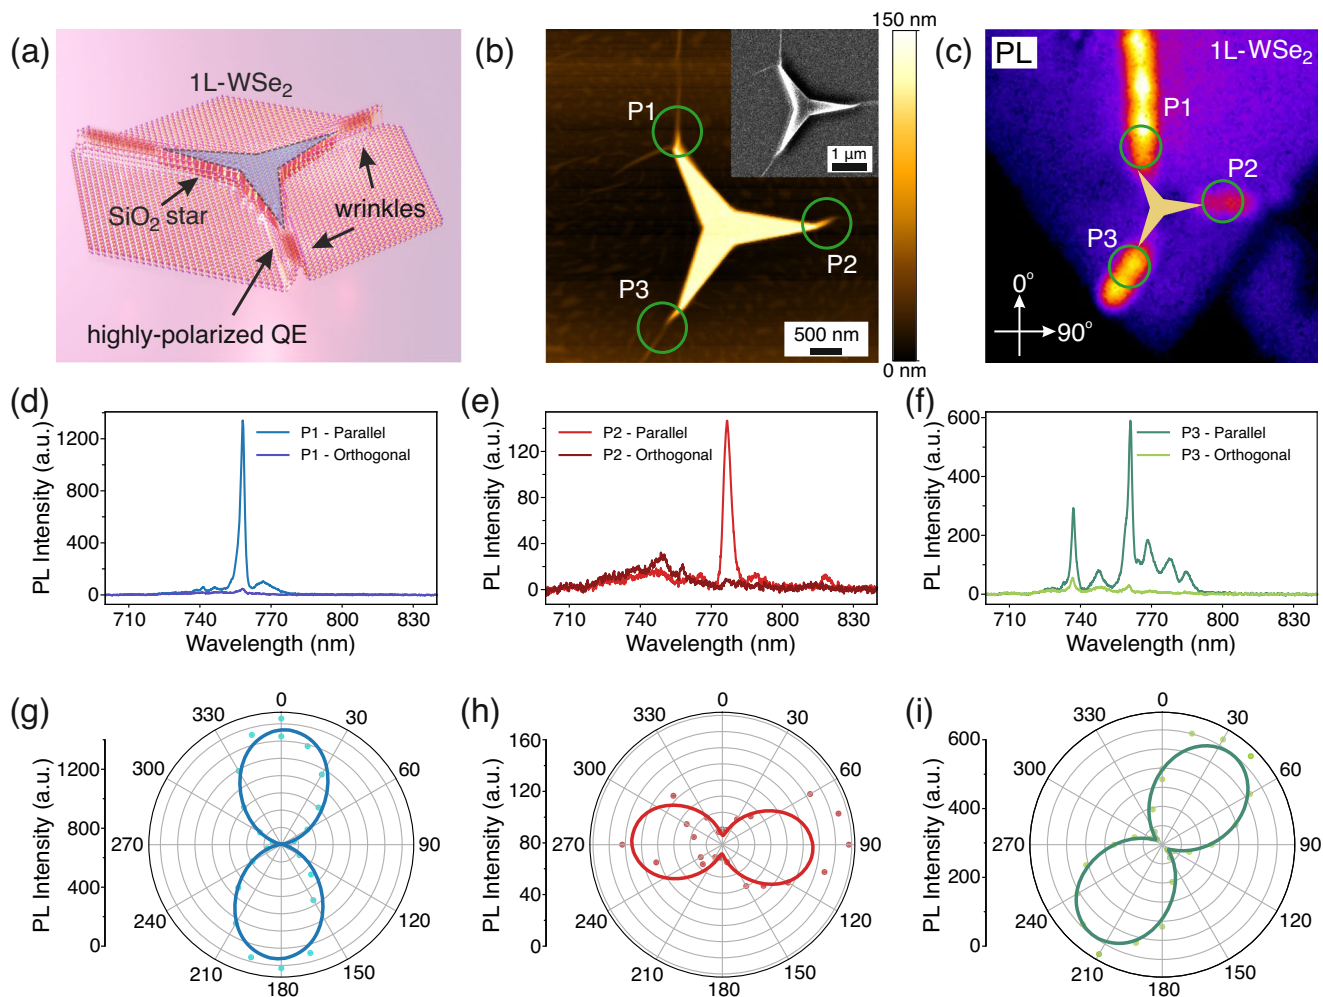 (a)
1L-WSe2
SiO2 star
wrinkles
highly-polarized QE
(b)
P1
P2
P3
1 μm
500 nm
150 nm
0 nm
(c)
PL
1L-WSe2
P1
P2
P3
0°
90°
(d)
PL Intensity (a.u.)
1200
800
400
0
P1 - Parallel
P1 - Orthogonal
710 740 770 800 830
Wavelength (nm)
(e)
PL Intensity (a.u.)
120
80
40
0
P2 - Parallel
P2 - Orthogonal
710 740 770 800 830
Wavelength (nm)
(f)
PL Intensity (a.u.)
600
400
200
0
P3 - Parallel
P3 - Orthogonal
710 740 770 800 830
Wavelength (nm)
(g)
PL Intensity (a.u.)
1200
800
400
0
0
30
60
90
120
150
180
210
240
270
300
330
(h)
PL Intensity (a.u.)
160
120
80
40
0
0
30
60
90
120
150
180
210
240
270
300
330
(i)
PL Intensity (a.u.)
600
400
300
200
0
0
30
60
90
120
150
180
210
240
270
300
330